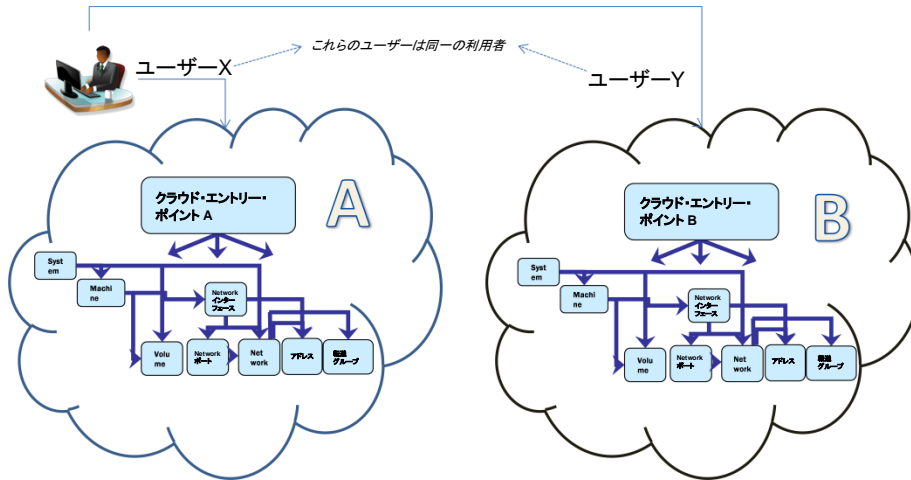 これらのユーザーは同一の利用者
ユーザーX
ユーザーY
クラウド・エントリー・
ポイント A
A
Syst
em
Machi
ne
Network
インター
フェース
Volu
me
Network
ポート
Net
work
アドレス
転送
グループ
クラウド・エントリー・
ポイント B
B
Syst
em
Machi
ne
Network
インター
フェース
Volu
me
Network
ポート
Net
work
アドレス
転送
グループ